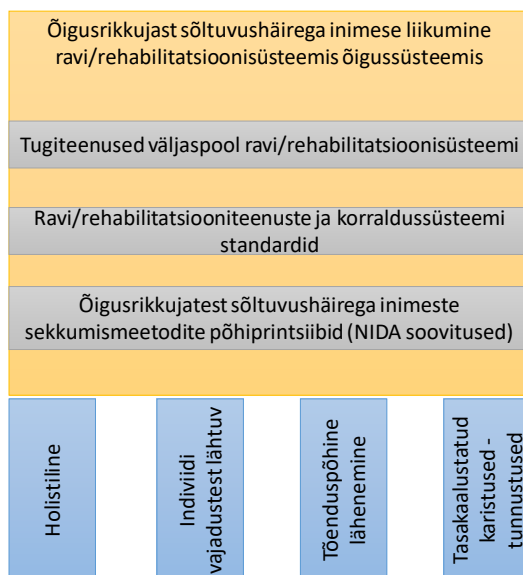 Õigusrikkujast sõltuvushäirega inimese liikumine
ravi/rehabilitatsioonisüsteemis õigussüsteemis
Tugiteenused väljaspool ravi/rehabilitatsioonisüsteemi
Ravi/rehabilitatsiooniteenuste ja korraldussüsteemi
standardid
Õigusrikkujatest sõltuvushäirega inimeste
sekkumismeetodite põhiprintsiibid (NIDA soovitused)
Holistiline
Indiviidi
vajadustest lähtuv
Tõenduspõhine
lähenemine
Tasakaalustatud
karistused -
tunnustused